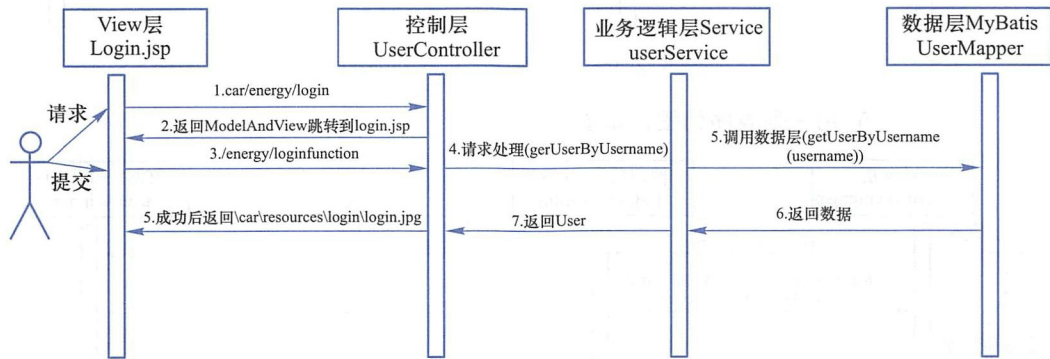 View层
Login.jsp
控制层
UserController
业务逻辑层Service
userService
数据层MyBatis
UserMapper
请求
提交
1.car/energy/login
2.返回ModelAndView跳转到login.jsp
3./energy/loginfunction
4.请求处理(gerUserByUsername)
5.调用数据层(getUserByUsername
(username))
6.返回数据
7.返回User
5.成功后返回\car\resources\login\login.jpg